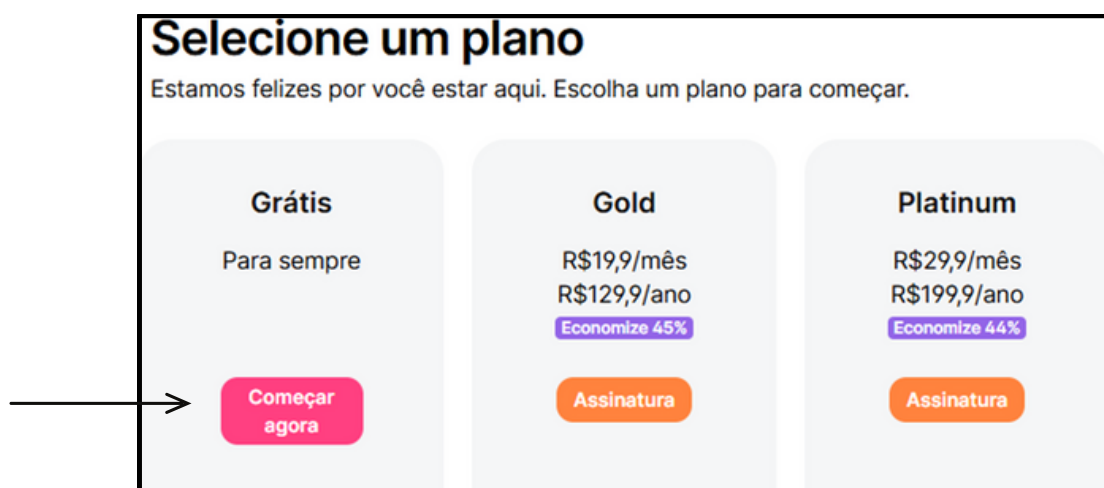 Selecione um plano
Estamos felizes por você estar aqui. Escolha um plano para começar.
Grátis
Para sempre
Começar
agora
Gold
R$19,9/mês
R$129,9/ano
Economize 45%
Assinatura
Platinum
R$29,9/mês
R$199,9/ano
Economize 44%
Assinatura